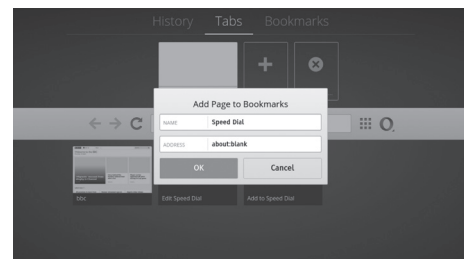 History Tabs Bookmarks
Add Page to Bookmarks
NAME Speed Dial
ADDRESS about:blank
OK Cancel
bbc Edit Speed Dial Add to Speed Dial